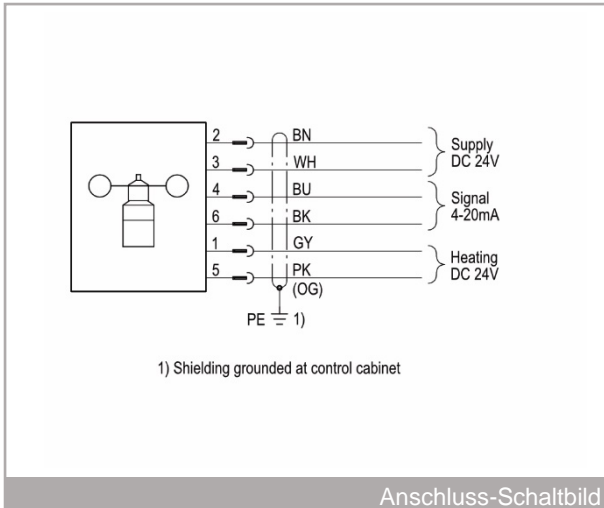 2 BN
3 WH
Supply
DC 24V
4 BU
6 BK
Signal
4-20mA
1 GY
5 PK
(OG)
Heating
DC 24V
PE 1)
1) Shielding grounded at control cabinet
Anschluss-Schaltbild